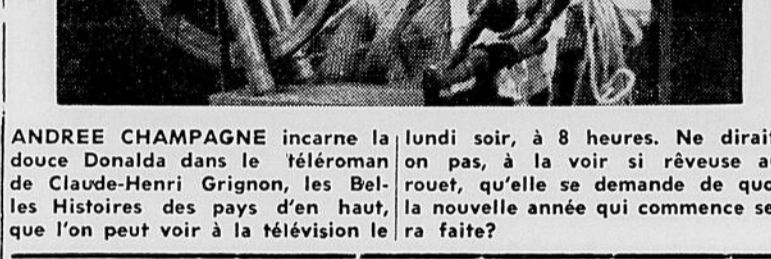 ANDREE CHAMPAGNE incarne la
douce Donalda dans le téléroman
de Claude-Henri Grignon, les Bel-
les Histoires des pays d'en haut,
que l'on peut voir à la télévision le
lundi soir, à 8 heures. Ne dirait
on pas, à la voir si rêveuse a
rouet, qu'elle se demande de quo
la nouvelle année qui commence se
ra faite?